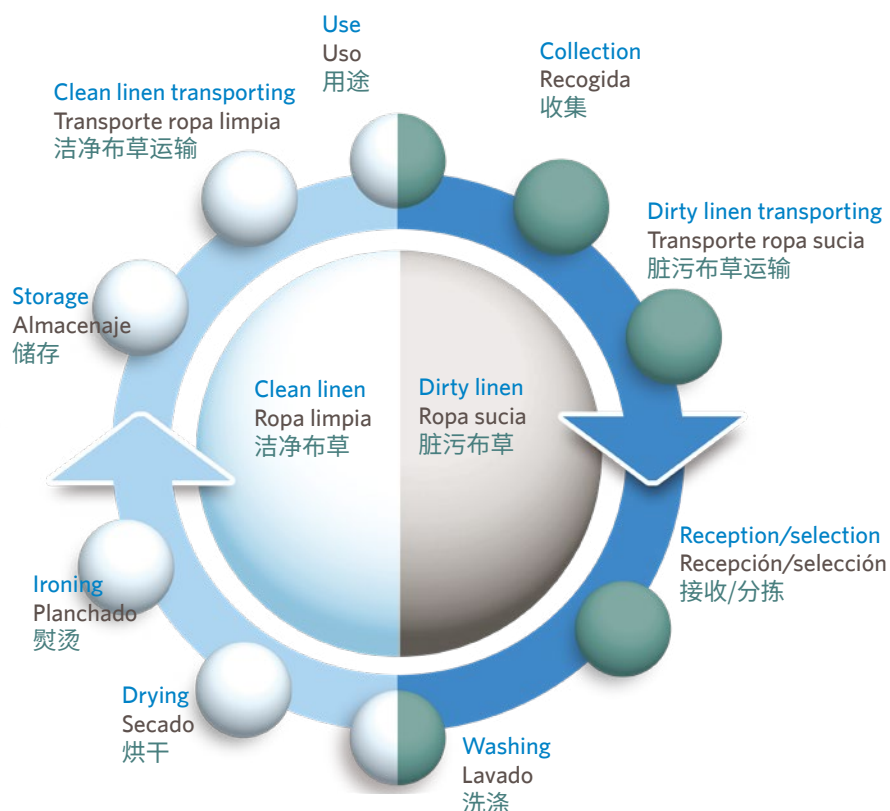 Use
Uso
用途
Collection
Recogida
收集
Clean linen transporting
Transporte ropa limpia
洁净布草运输
Dirty linen transporting
Transporte ropa sucia
脏污布草运输
Storage
Almacenaje
储存
Clean linen
Ropa limpia
洁净布草
Dirty linen
Ropa sucia
脏污布草
Reception/selection
Recepción/selección
接收/分拣
Ironing
Planchado
熨烫
Drying
Secado
烘干
Washing
Lavado
洗涤